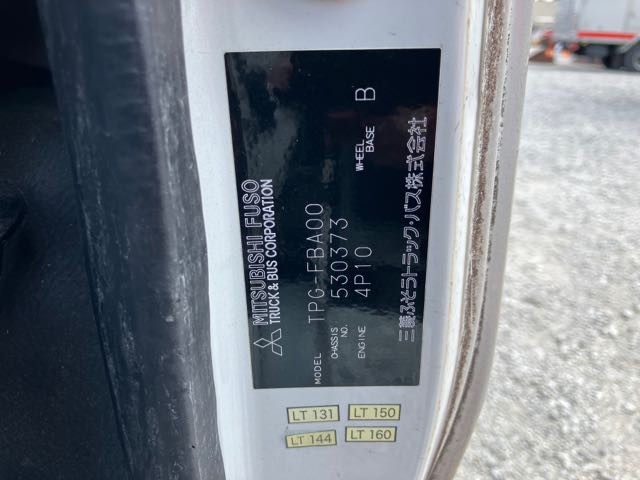 MITSUBISHI FUSO
TRUCK & BUS CORPORATION
MODEL TPG-FBA00
CHASSIS NO. 530373
ENGINE 4P10
WHEEL BASE B
三菱ふそうトラック・バス株式会社
LT 131 LT 150
LT 144 LT 160